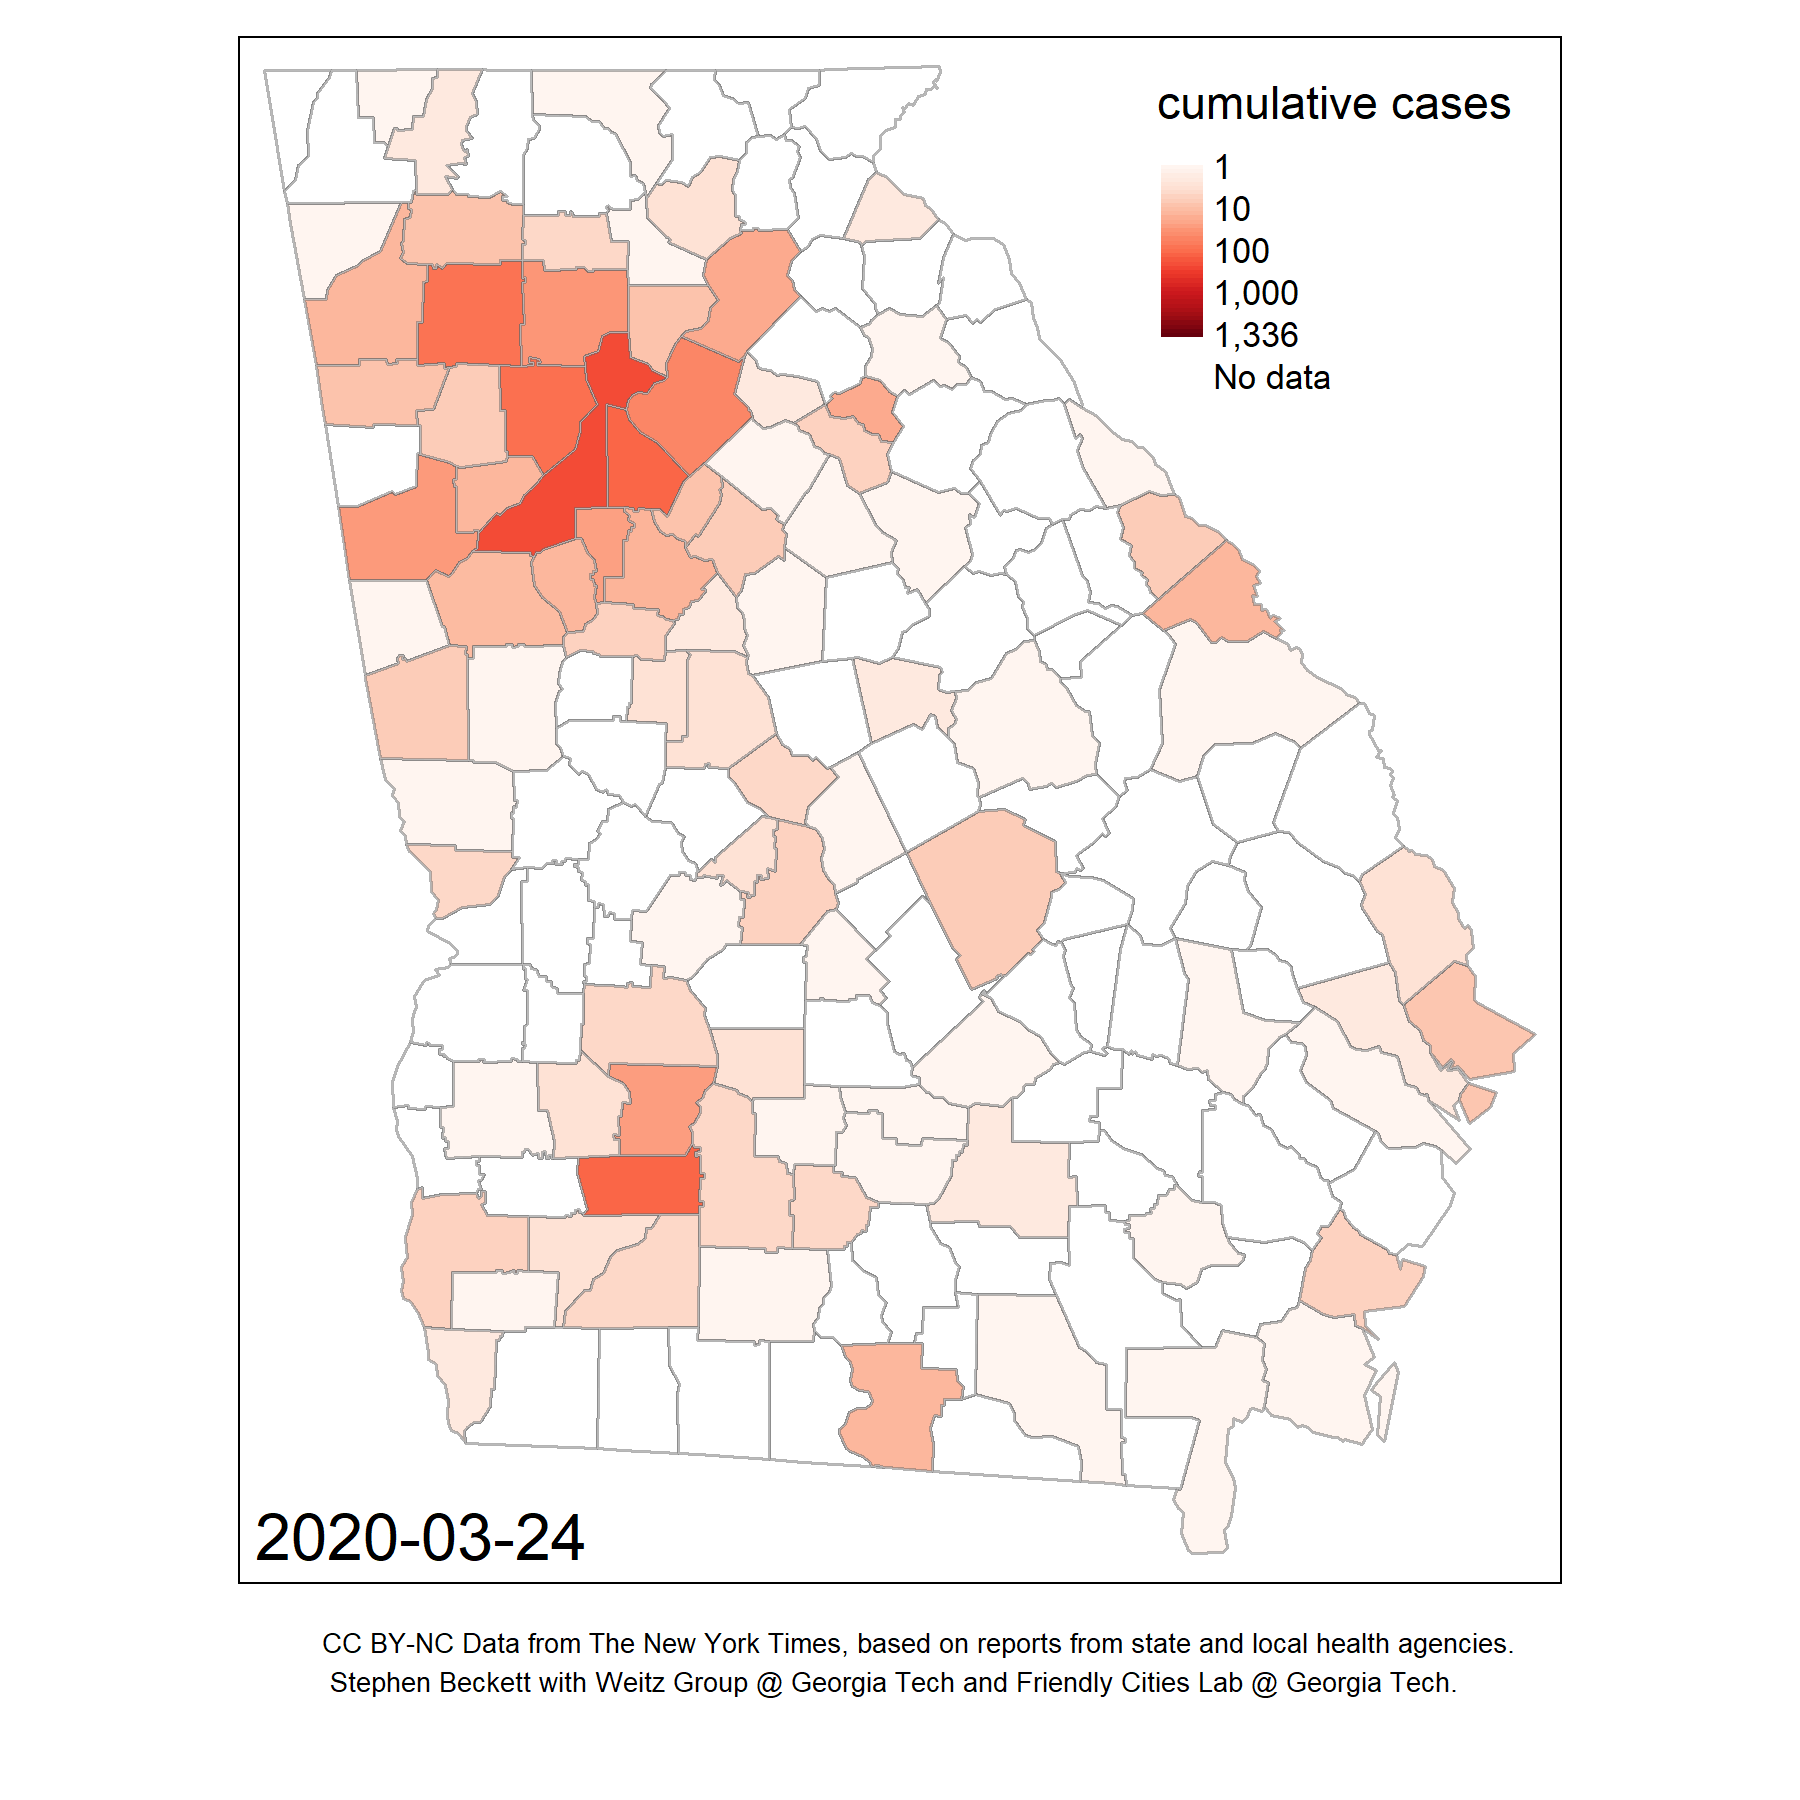 cumulative cases
1
10
100
1,000
1,336
No data
2020-03-24
CC BY-NC Data from The New York Times, based on reports from state and local health agencies.
Stephen Beckett with Weitz Group @ Georgia Tech and Friendly Cities Lab @ Georgia Tech.